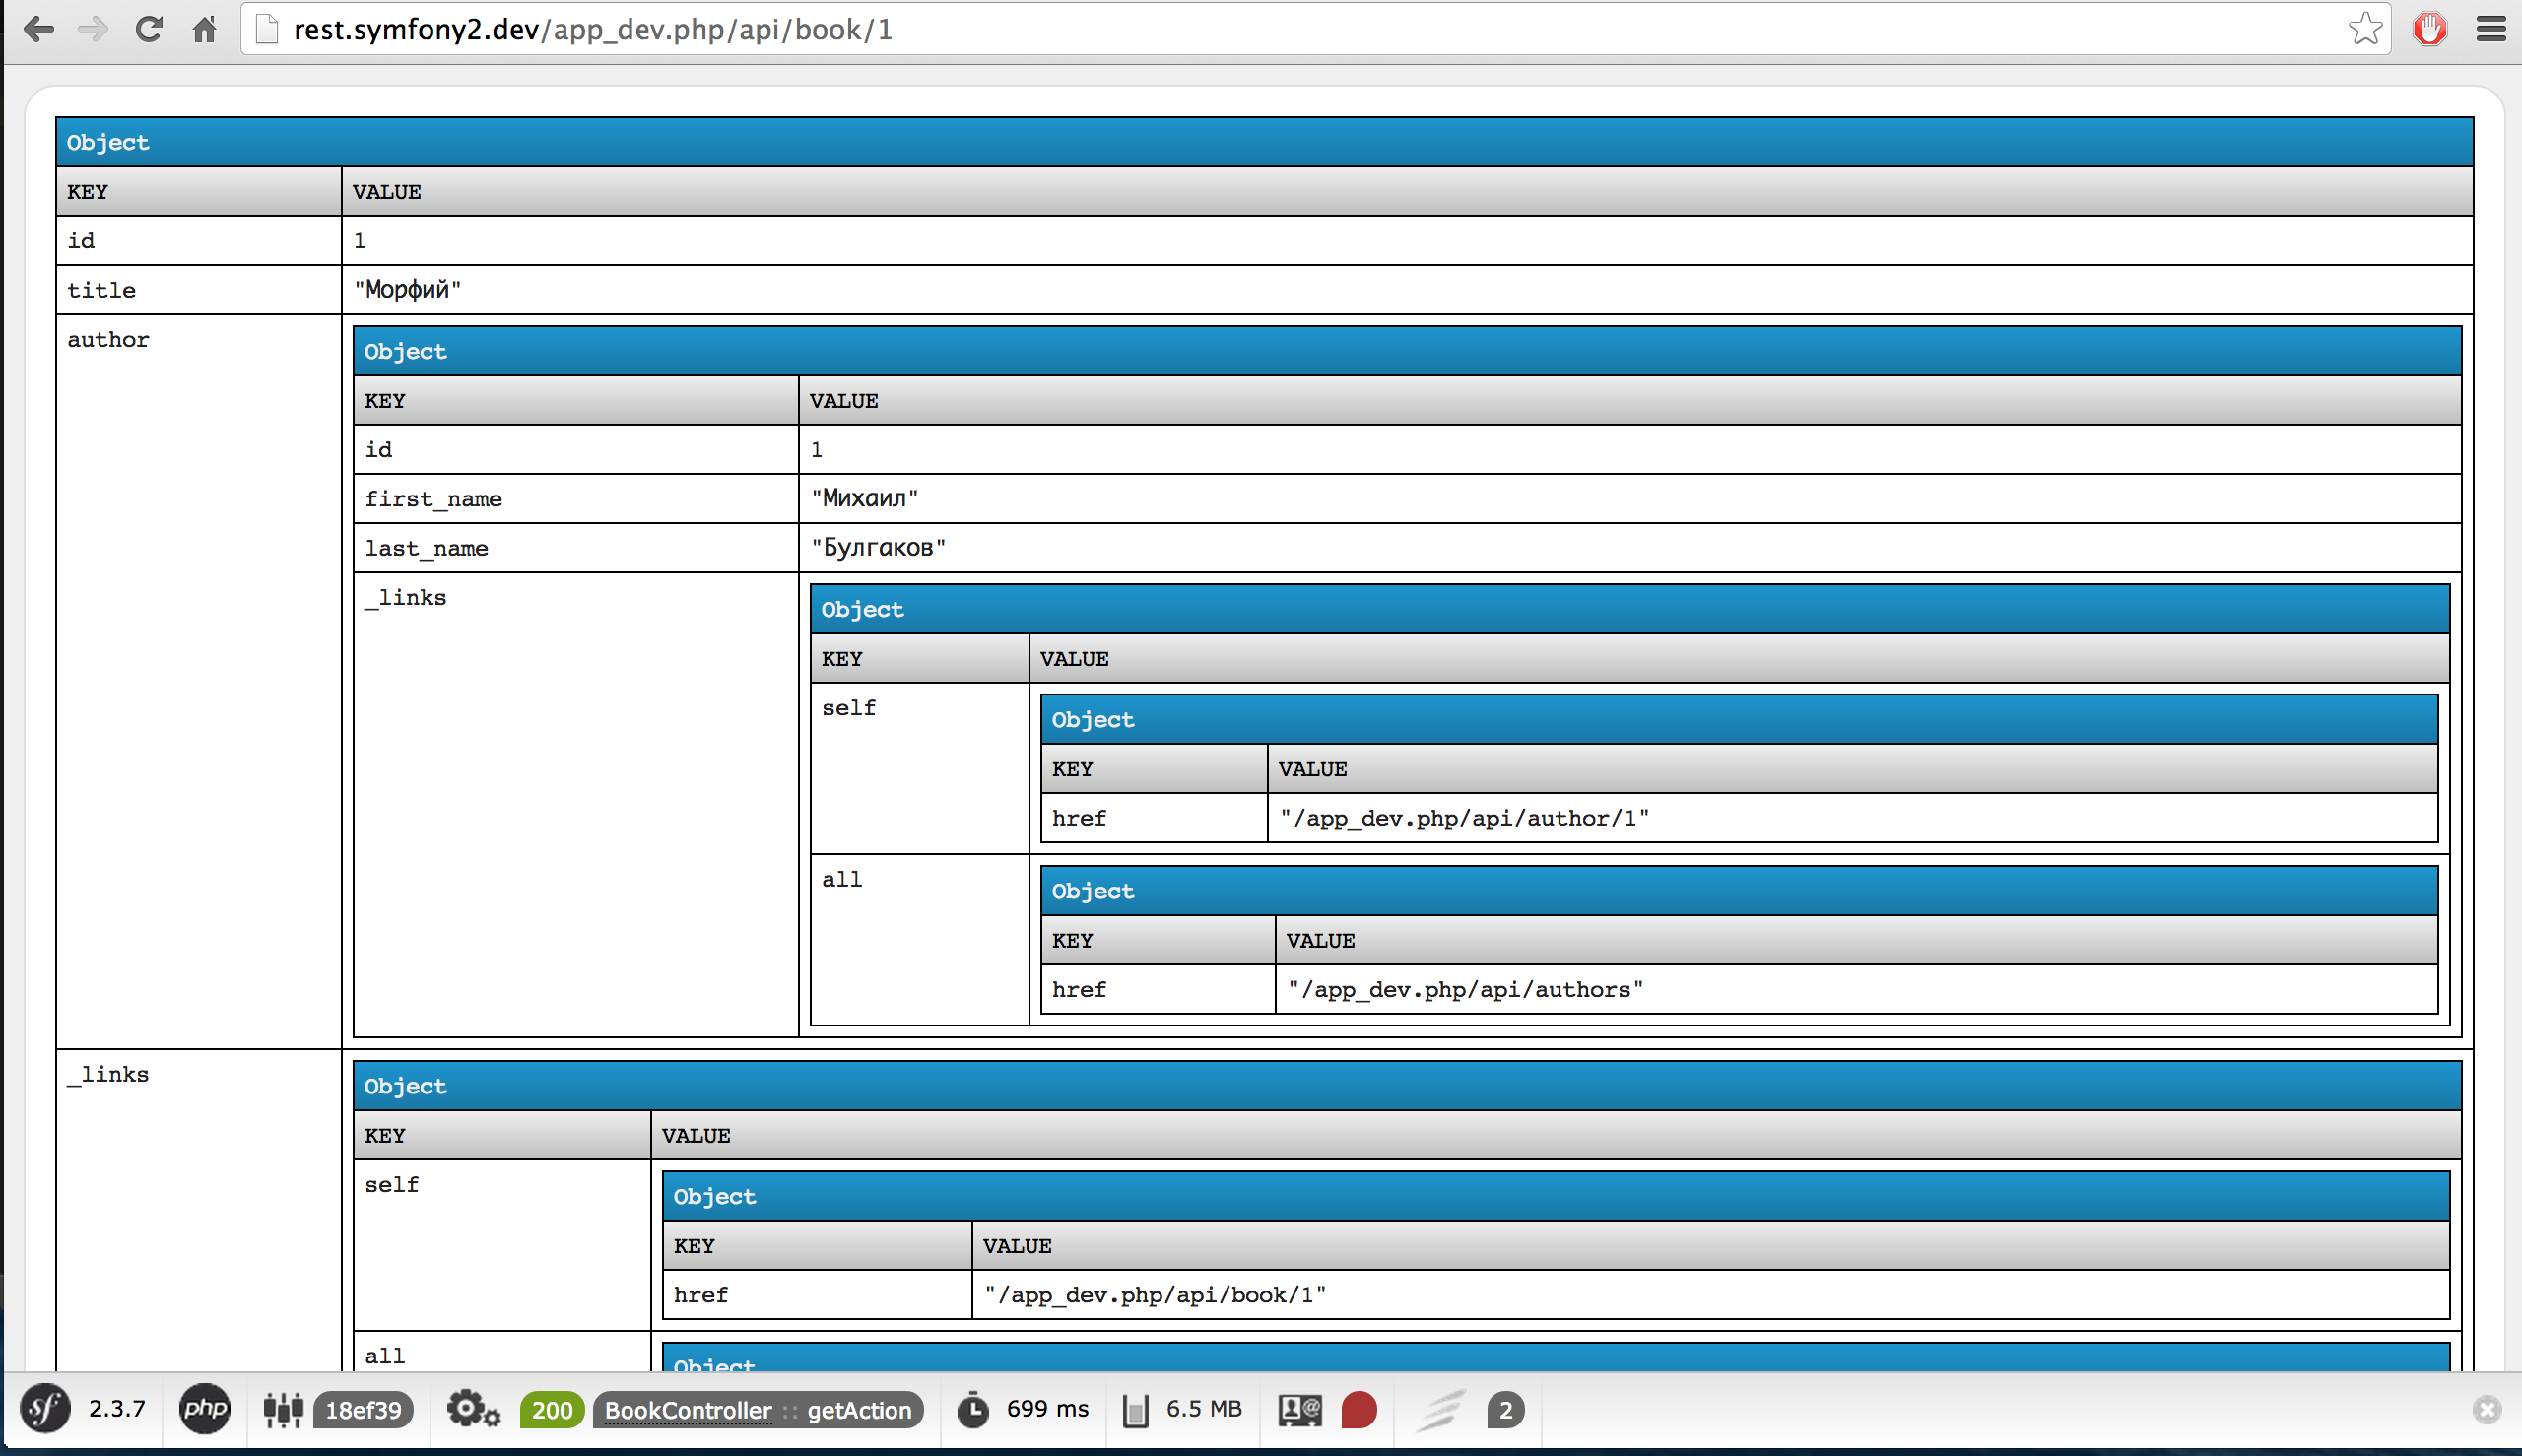 rest.symfony2.dev/app_dev.php/api/book/1
Object
KEY VALUE
id 1
title "Морфий"
author
Object
KEY VALUE
id 1
first_name "Михаил"
last_name "Булгаков"
_links
Object
KEY VALUE
self
Object
KEY VALUE
href "/app_dev.php/api/author/1"
all
Object
KEY VALUE
href "/app_dev.php/api/authors"
_links
Object
KEY VALUE
self
Object
KEY VALUE
href "/app_dev.php/api/book/1"
all
Object
sf 2.3.7 php 18ef39 200 BookController :: getAction 699 ms 6.5 MB 2